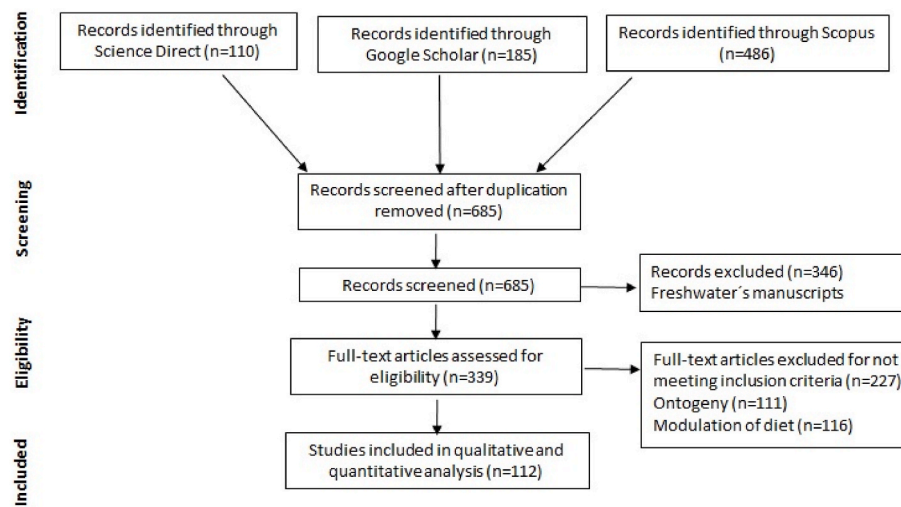 Identification
Records identified through
Science Direct (n=110)
Records identified through
Google Scholar (n=185)
Records identified through Scopus
(n=486)
Screening
Records screened after duplication
removed (n=685)
Records screened (n=685)
Records excluded (n=346)
Freshwater´s manuscripts
Eligibility
Full-text articles assessed for
eligibility (n=339)
Full-text articles excluded for not
meeting inclusion criteria (n=227)
Ontogeny (n=111)
Modulation of diet (n=116)
Included
Studies included in qualitative and
quantitative analysis (n=112)